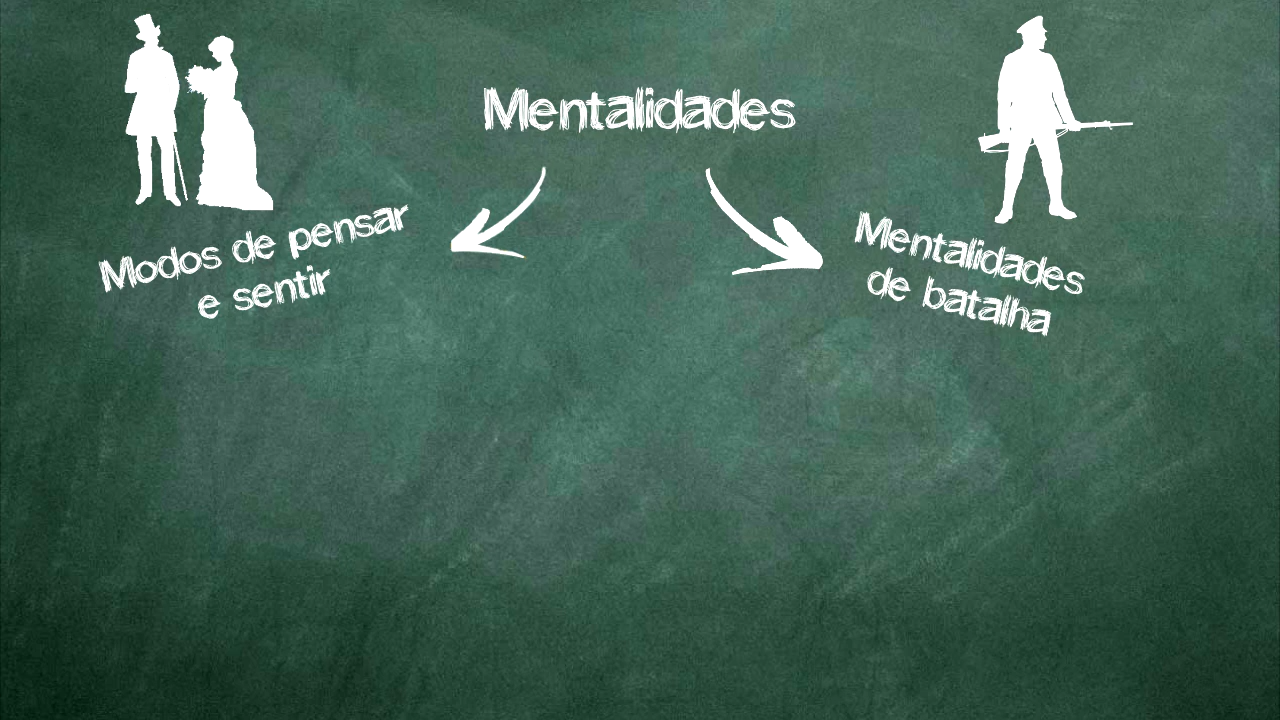 Mentalidades
Modos de pensar
e sentir
Mentalidades
de batalha